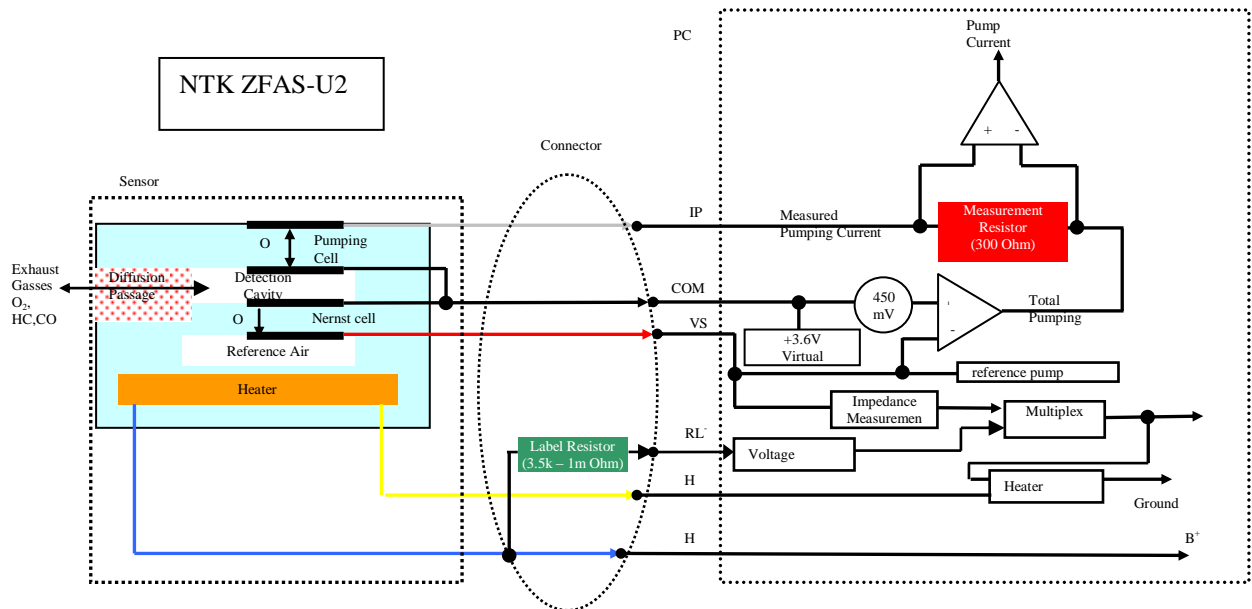 PC
Pump
Current
NTK ZFAS-U2
+ -
Connector
Sensor
IP
Measured
Pumping Current
Measurement
Resistor
(300 Ohm)
O
Pumping
Cell
Exhaust
Gasses
O2,
HC,CO
Diffusion
Passage
Detection
Cavity
COM
450
mV
+
-
Total
Pumping
O
Nernst cell
VS
+3.6V
Virtual
Reference Air
reference pump
Heater
Impedance
Measuremen
Multiplex
Label Resistor
(3.5k – 1m Ohm)
RL-
Voltage
H
Heater
Ground
H
B+